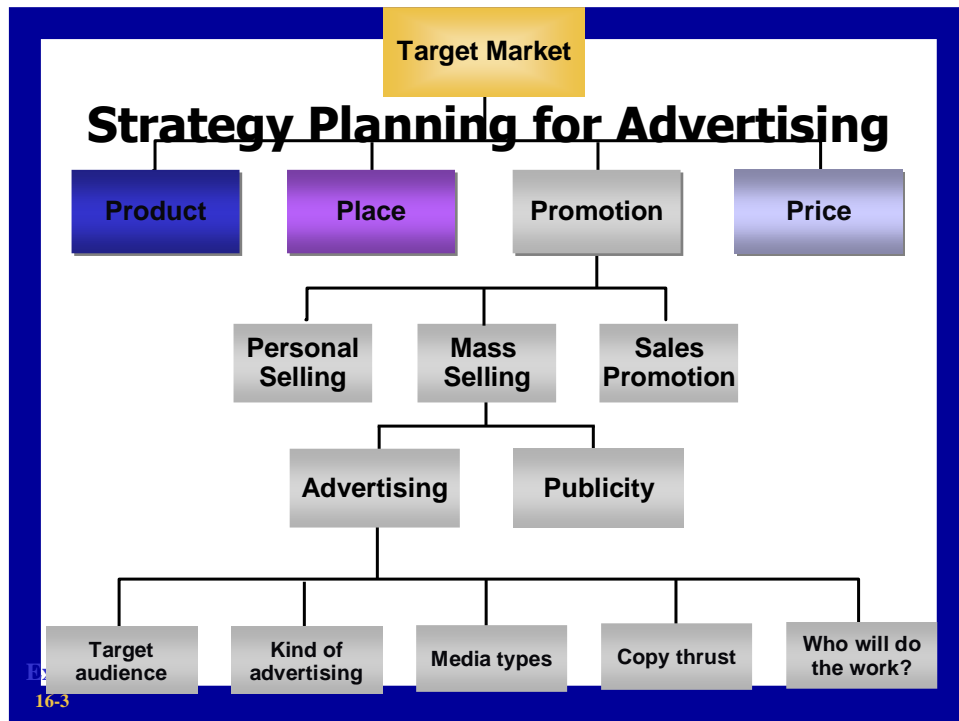 Target Market
Strategy Planning for Advertising
Product
Place
Promotion
Price
Personal
Selling
Mass
Selling
Sales
Promotion
Advertising
Publicity
Target
audience
Kind of
advertising
Media types
Copy thrust
Who will do
the work?
16-3